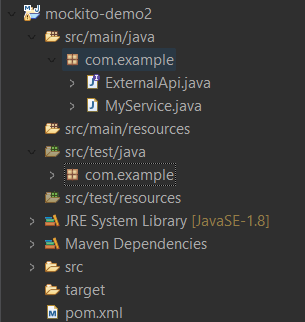 mockito-demo2
src/main/java
com.example
ExternalApi.java
MyService.java
src/main/resources
src/test/java
com.example
src/test/resources
JRE System Library [JavaSE-1.8]
Maven Dependencies
src
target
pom.xml